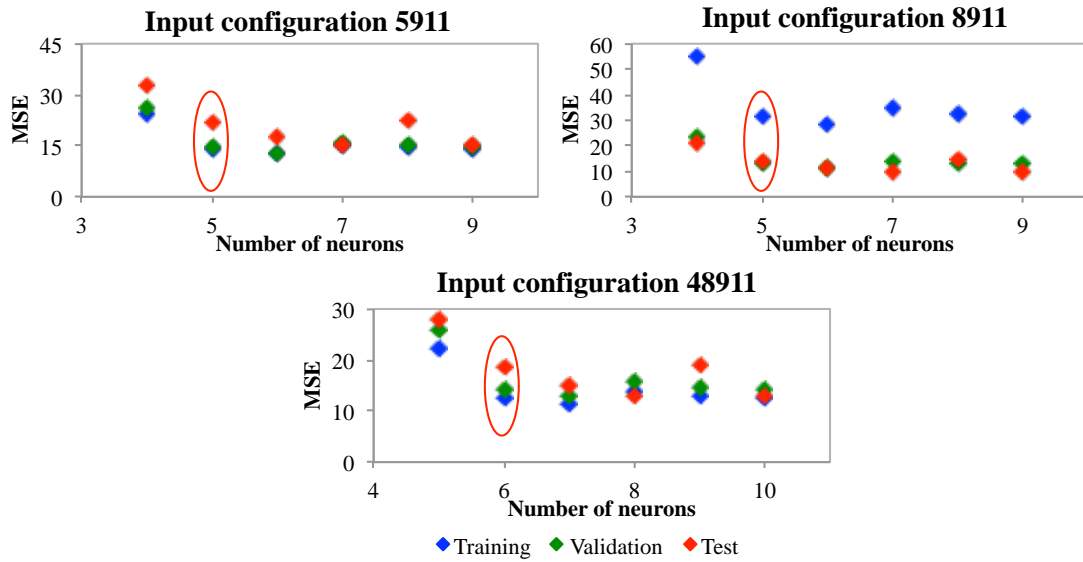 Input configuration 5911
45
30
15
0
MSE
3
5
7
9
Number of neurons
Input configuration 8911
60
50
40
30
20
10
0
MSE
3
5
7
9
Number of neurons
Input configuration 48911
30
20
10
0
MSE
4
6
8
10
Number of neurons
Training Validation Test